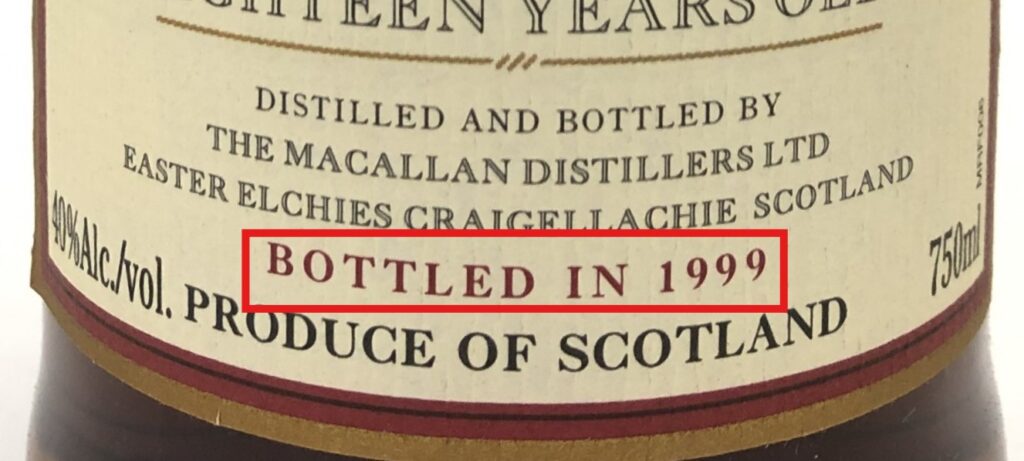 YEARS
DISTILLED AND BOTTLED BY
THE MACALLAN DISTILLERS LTD
EASTER ELCHIES CRAIGELLACHIE SCOTLAND
BOTTLED IN 1999
40%Alc./vol. PRODUCE OF SCOTLAND 750ml